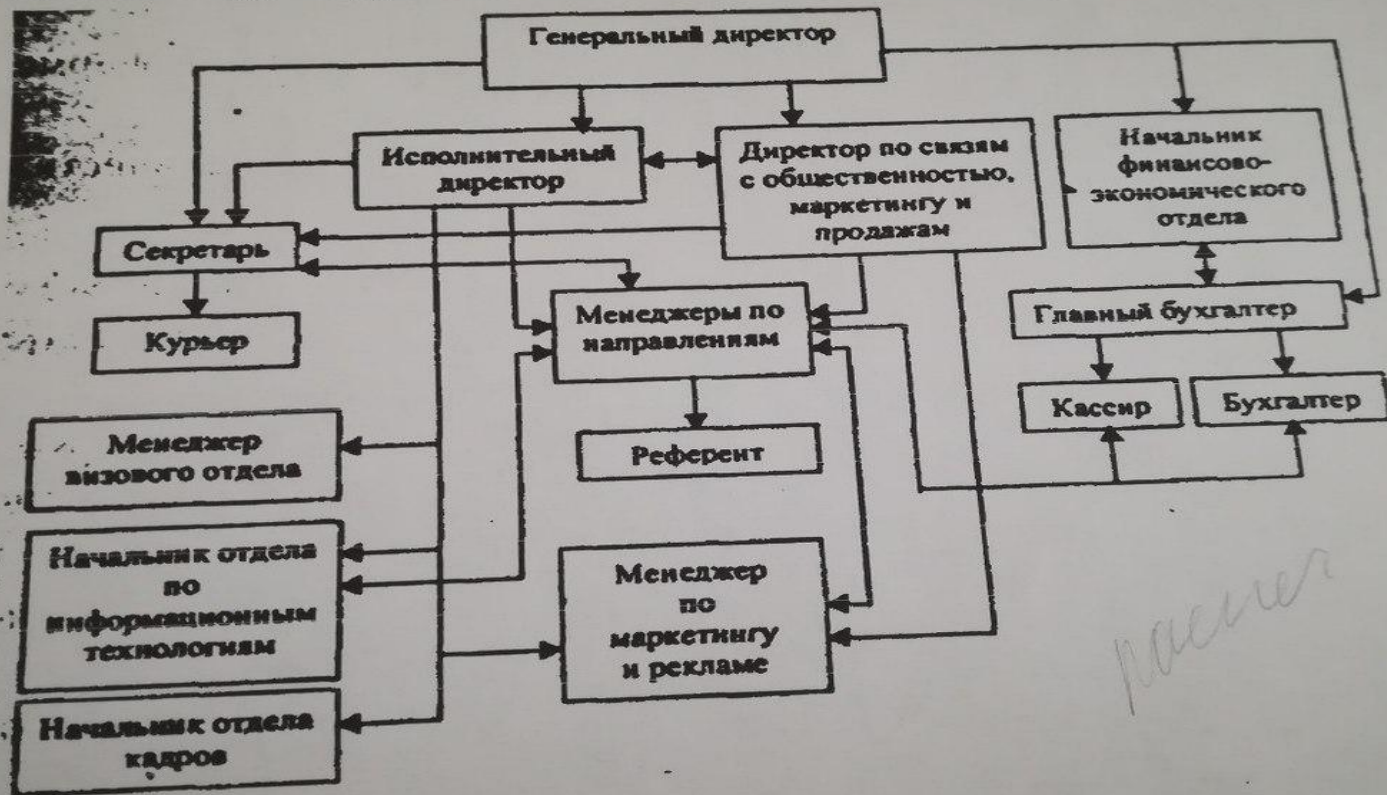 Генеральный директор
Исполнительный
директор
Директор по связям
с общественностью,
маркетингу и
продажам
Начальник
финансово-
экономического
отдела
Секретарь
Курьер
Менеджеры по
направлениям
Главный бухгалтер
Кассир
Бухгалтер
Референт
Менеджер
визового отдела
Начальник отдела
по
информационным
технологиям
Менеджер
по
маркетингу
и рекламе
Начальник отдела
кадров